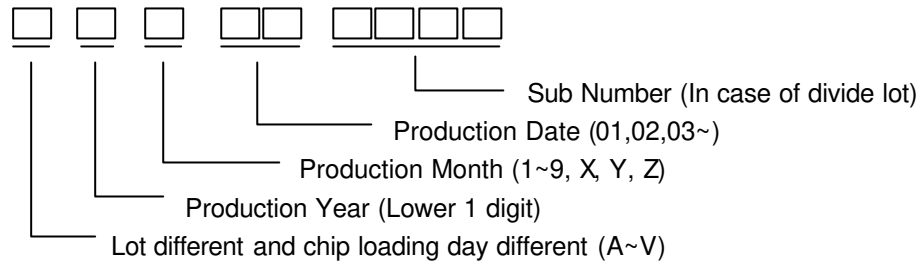 Sub Number (In case of divide lot)
Production Date (01,02,03~)
Production Month (1~9, X, Y, Z)
Production Year (Lower 1 digit)
Lot different and chip loading day different (A~V)